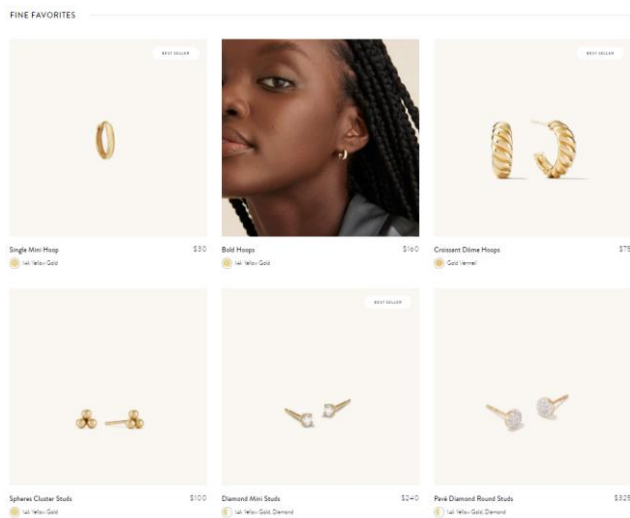 FINE FAVORITES
BEST SELLER
BEST SELLER
Single Mini Hoop $30
14k Yellow Gold
Bold Hoops $160
14k Yellow Gold
Croissant Dôme Hoops $75
Gold Vermeil
BEST SELLER
Spheres Cluster Studs $100
14k Yellow Gold
Diamond Mini Studs $240
14k Yellow Gold, Diamond
Pavé Diamond Round Studs $325
14k Yellow Gold, Diamond